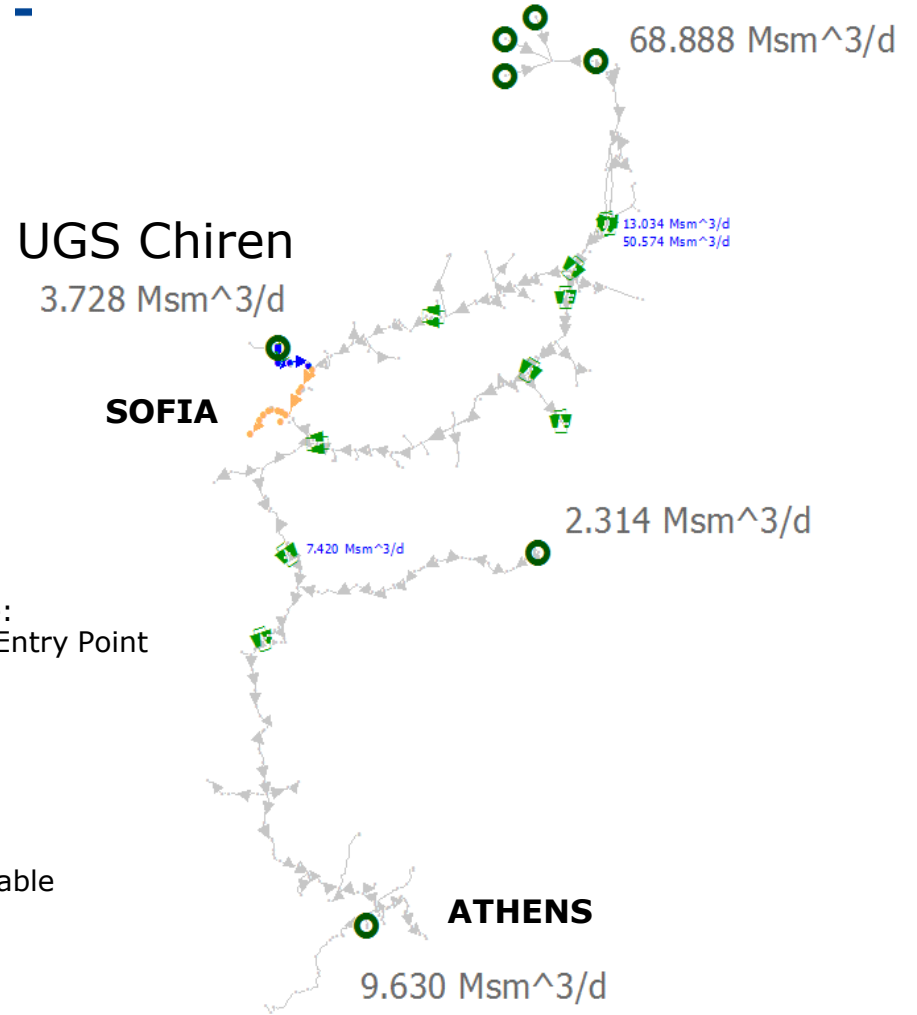 68.888 Msm^3/d
13.034 Msm^3/d
50.574 Msm^3/d
UGS Chiren
3.728 Msm^3/d
SOFIA
2.314 Msm^3/d
7.420 Msm^3/d
:
Entry Point
able
ATHENS
9.630 Msm^3/d